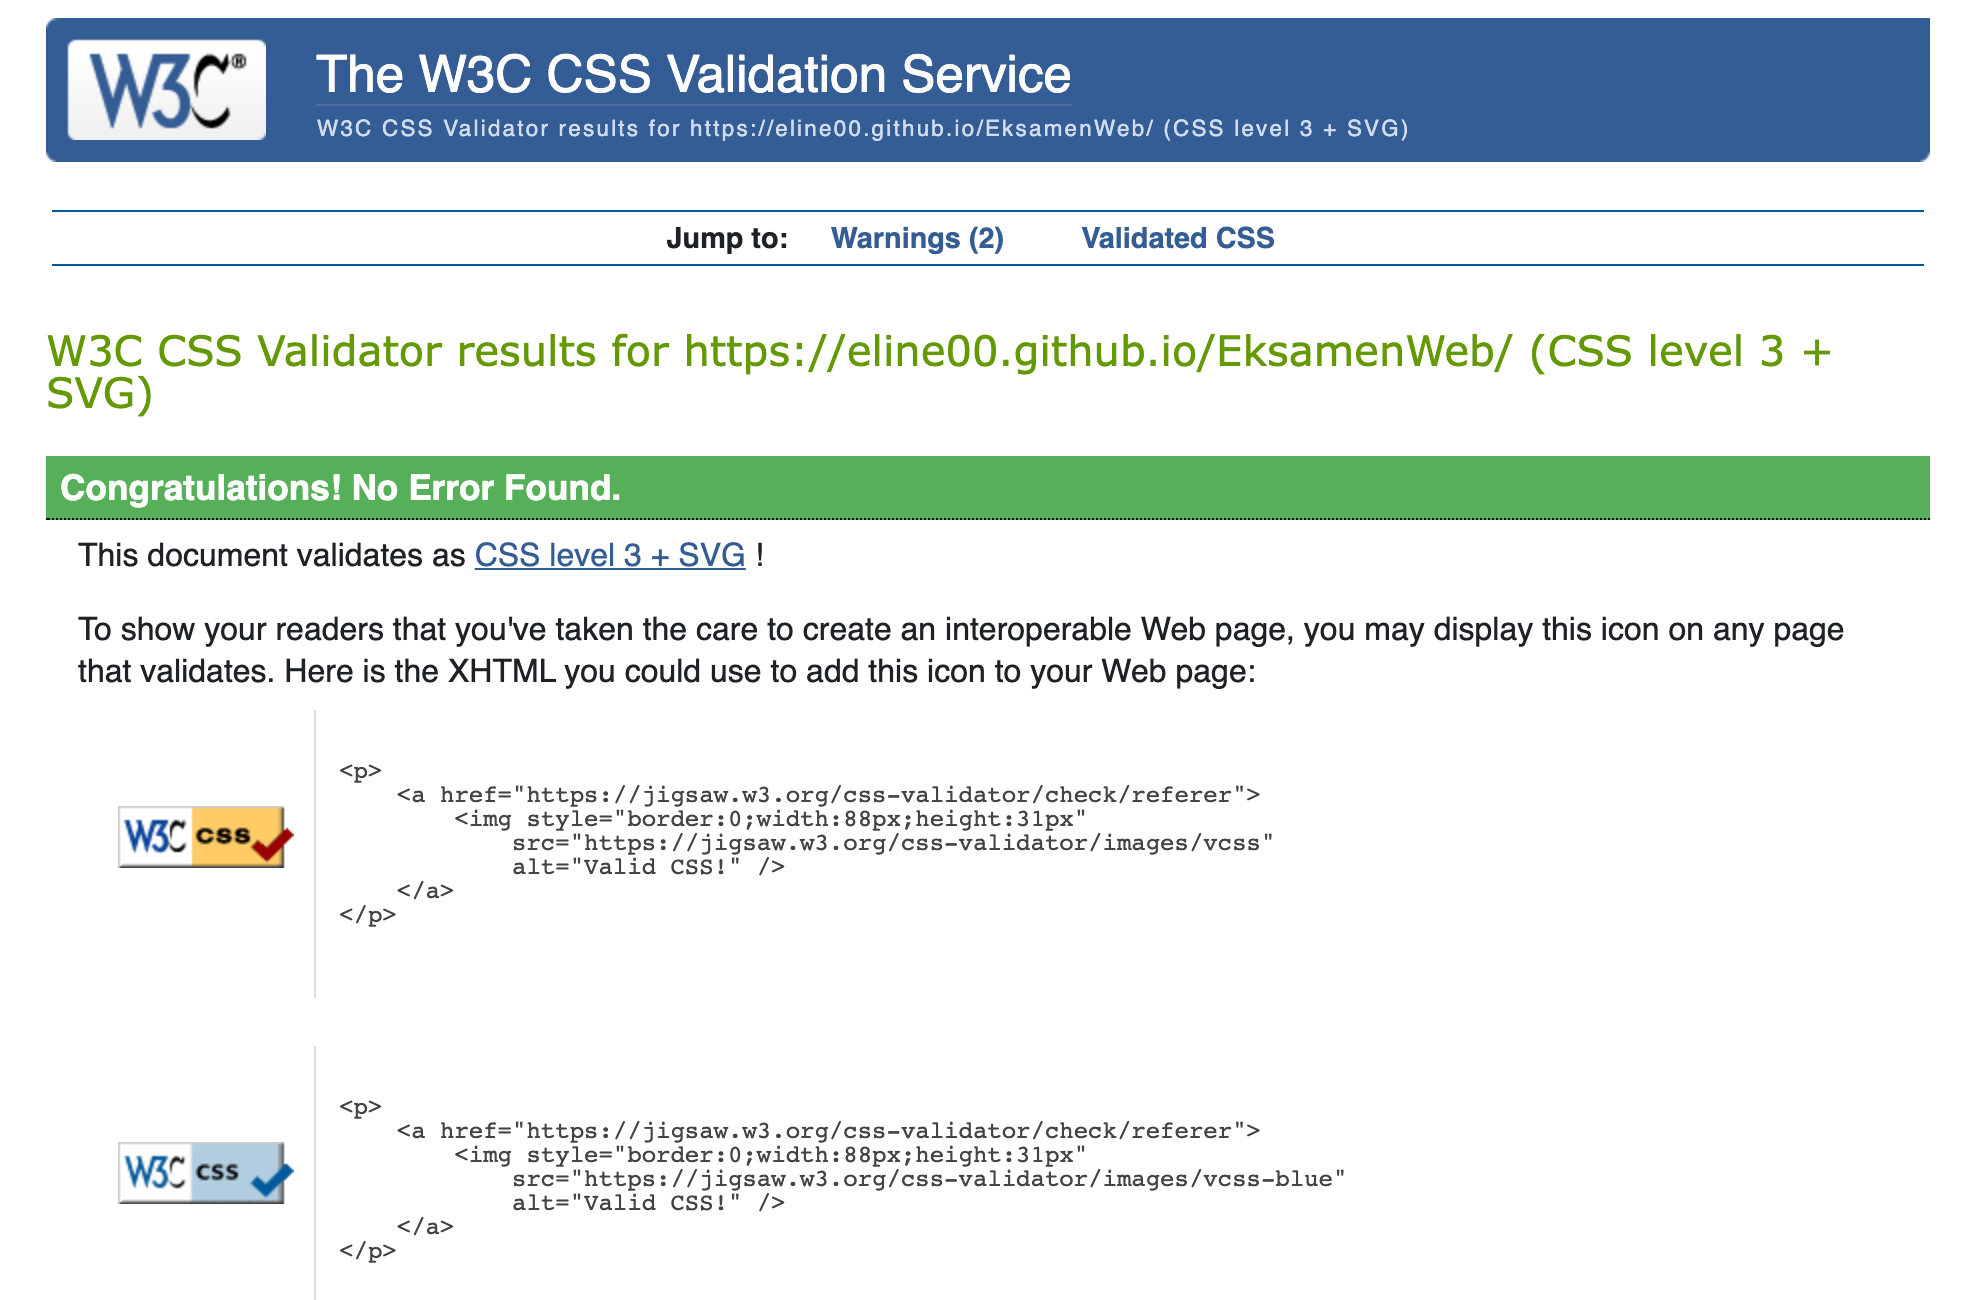 W3C®
The W3C CSS Validation Service
W3C CSS Validator results for https://eline00.github.io/EksamenWeb/ (CSS level 3 + SVG)
Jump to: Warnings (2) Validated CSS
W3C CSS Validator results for https://eline00.github.io/EksamenWeb/ (CSS level 3 +
SVG)
Congratulations! No Error Found.
This document validates as CSS level 3 + SVG !
To show your readers that you've taken the care to create an interoperable Web page, you may display this icon on any page
that validates. Here is the XHTML you could use to add this icon to your Web page:
W3C css
<p>
    <a href="https://jigsaw.w3.org/css-validator/check/referer">
        <img style="border:0;width:88px;height:31px"
            src="https://jigsaw.w3.org/css-validator/images/vcss"
            alt="Valid CSS!" />
    </a>
</p>
W3C css
<p>
    <a href="https://jigsaw.w3.org/css-validator/check/referer">
        <img style="border:0;width:88px;height:31px"
            src="https://jigsaw.w3.org/css-validator/images/vcss-blue"
            alt="Valid CSS!" />
    </a>
</p>